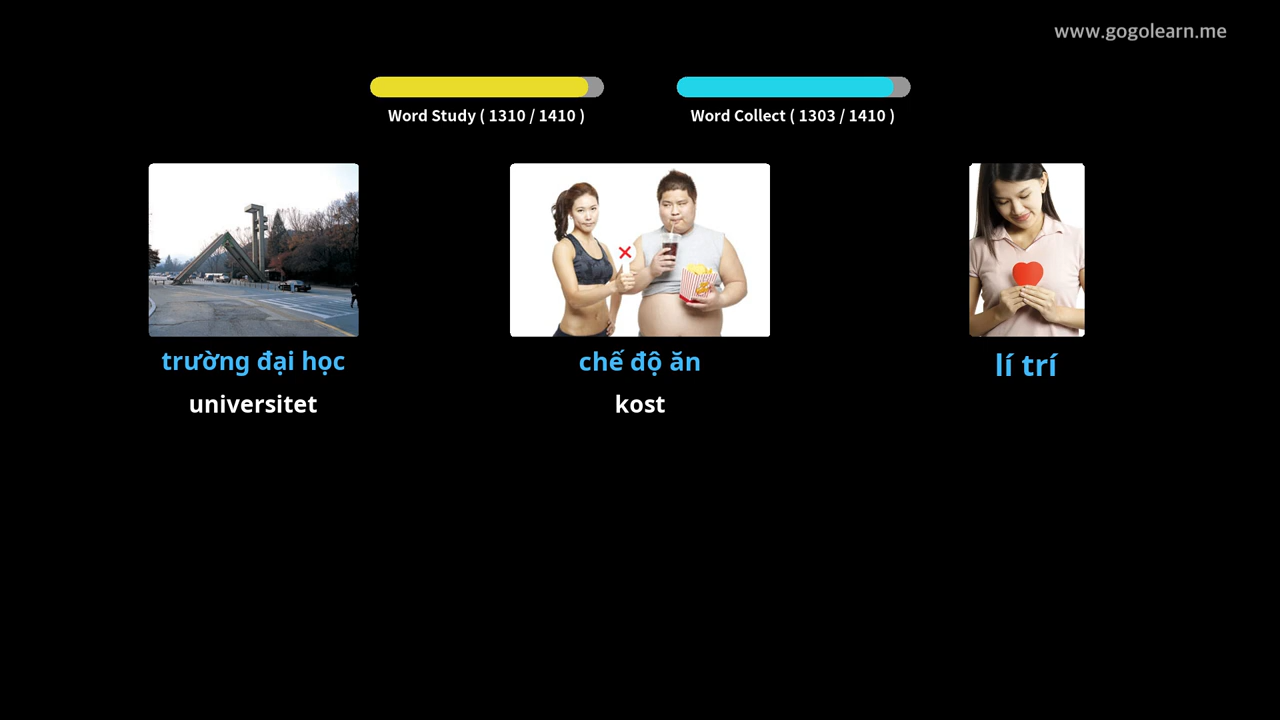 www.gogolearn.me
Word Study ( 1310 / 1410 )
Word Collect ( 1303 / 1410 )
trường đại học
chế độ ăn
lí trí
universitet
kost